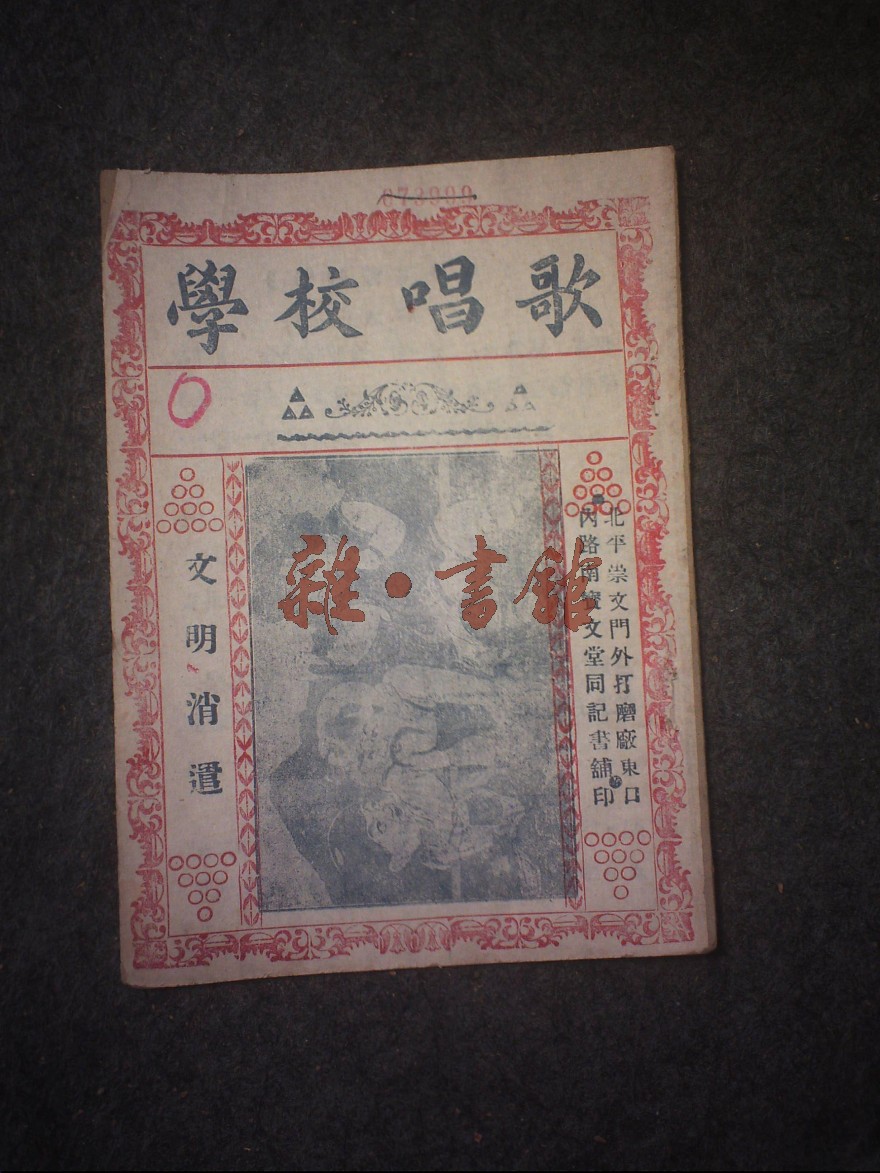 073999
學校唱歌
北平崇文門外打磨廠東口
內路南寶文堂同記書舖印
文明消遣
雜·書館